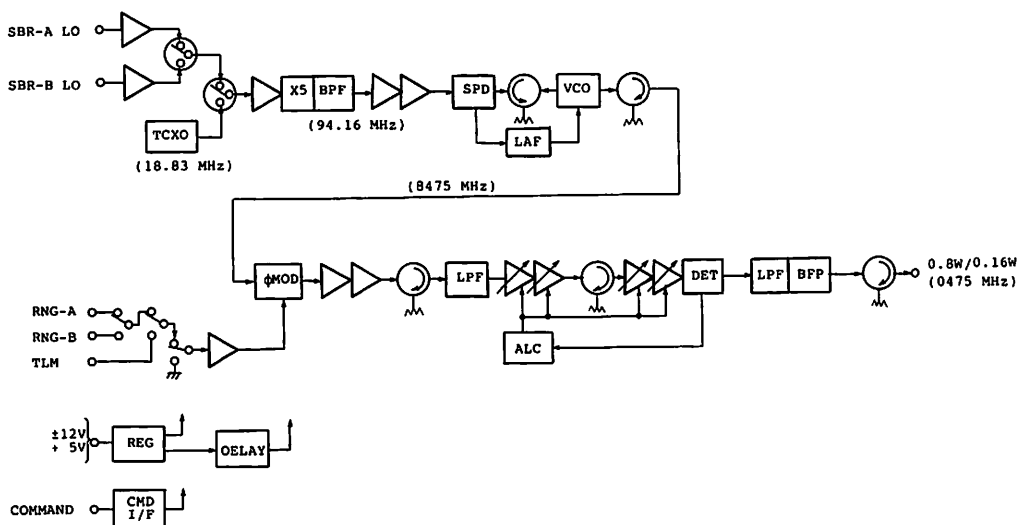 SBR-A LO
SBR-B LO
X5 BPF
SPD
VCO
(94.16 MHz)
TCXO
LAF
(18.83 MHz)
(8475 MHz)
φMOD
LPF
DET
LPF BFP
0.8W/0.16W
(0475 MHz)
RNG-A
RNG-B
TLM
ALC
±12V
+ 5V
REG
OELAY
COMMAND
CMD
I/F